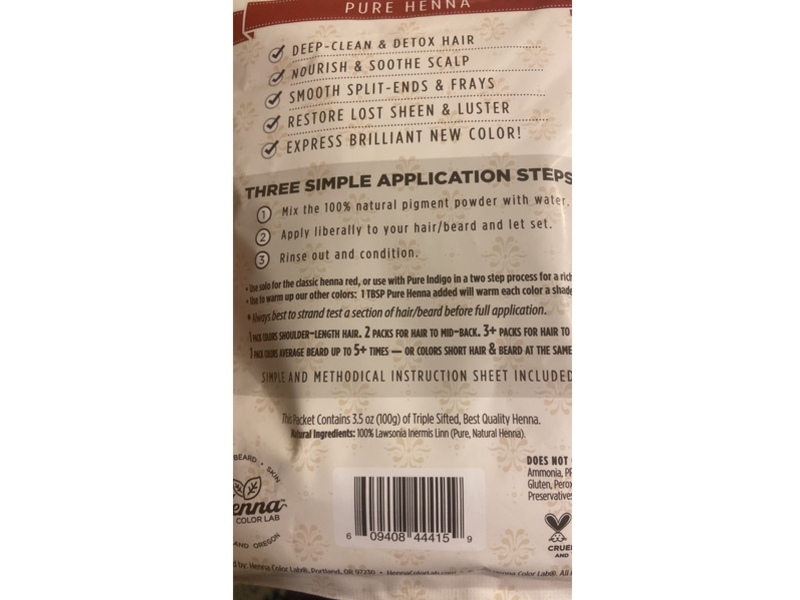 PURE HENNA
DEEP-CLEAN & DETOX HAIR
NOURISH & SOOTHE SCALP
SMOOTH SPLIT-ENDS & FRAYS
RESTORE LOST SHEEN & LUSTER
EXPRESS BRILLIANT NEW COLOR!
THREE SIMPLE APPLICATION STEPS
1 Mix the 100% natural pigment powder with water.
2 Apply liberally to your hair/beard and let set.
3 Rinse out and condition.
• Use solo for the classic henna red, or use with Pure Indigo in a two step process for a
• Use to warm up our other colors: 1 TBSP Pure Henna added will warm each color a
* Always best to strand test a section of hair/beard before full application.
1 PACK COLORS SHOULDER-LENGTH HAIR. 2 PACKS FOR HAIR TO MID-BACK. 3+ PACKS FOR HAIR TO
1 PACK COLORS AVERAGE BEARD UP TO 5+ TIMES — OR COLORS SHORT HAIR & BEARD AT THE SAME
SIMPLE AND METHODICAL INSTRUCTION SHEET INCLUDED
This Packet Contains 3.5 oz (100g) of Triple Sifted, Best Quality Henna.
Natural Ingredients: 100% Lawsonia Inermis Linn (Pure, Natural Henna).
BEARD • SKIN
COLOR LAB
OREGON
DOES NOT
Ammonia,
Gluten,
Preservatives
AND
6 09408 44415 9
by: Henna Color Lab®, Portland, OR 97230 • HennaColorLab.com Henna Color Lab®. All